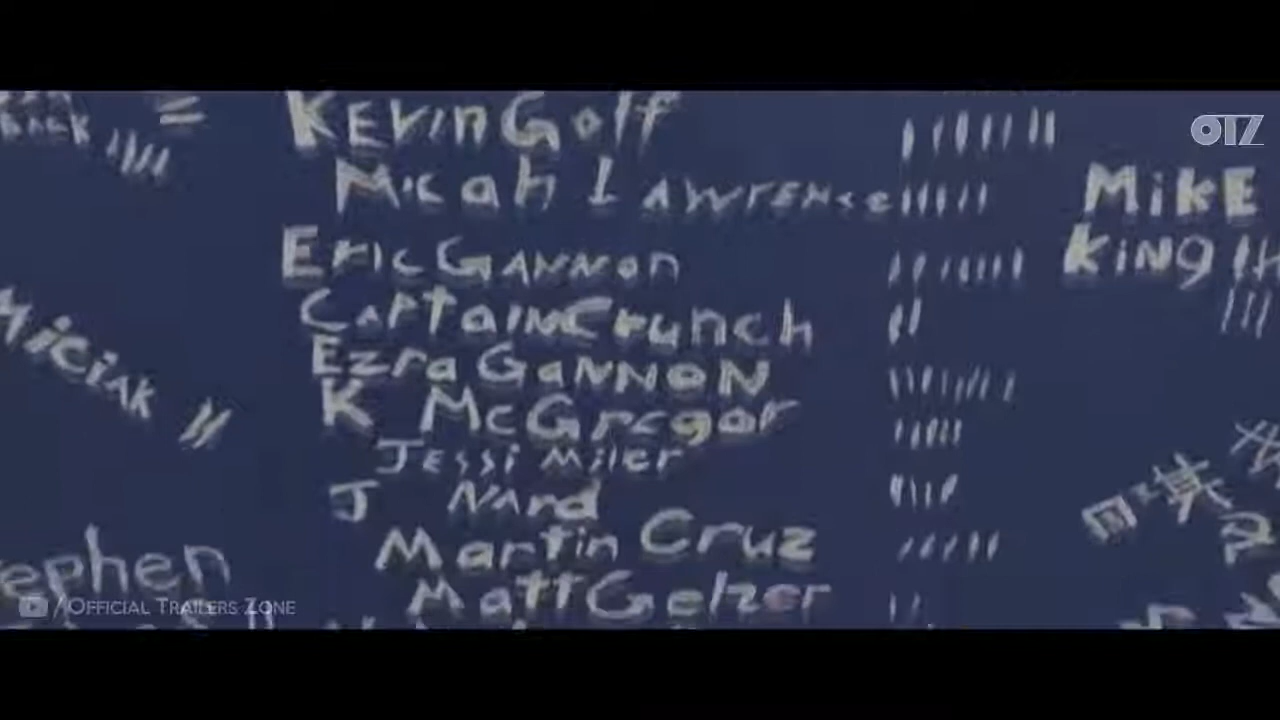 Kevin Golf
OTZ
Micah Lawrence
MiKE
KiNg
Eric GANNON
Captain Crunch
Ezra GANNON
K McGregor
Jessi Miler
J Nard
Martin Cruz
ephen
Matt Gelzer
/Official Trailers Zone